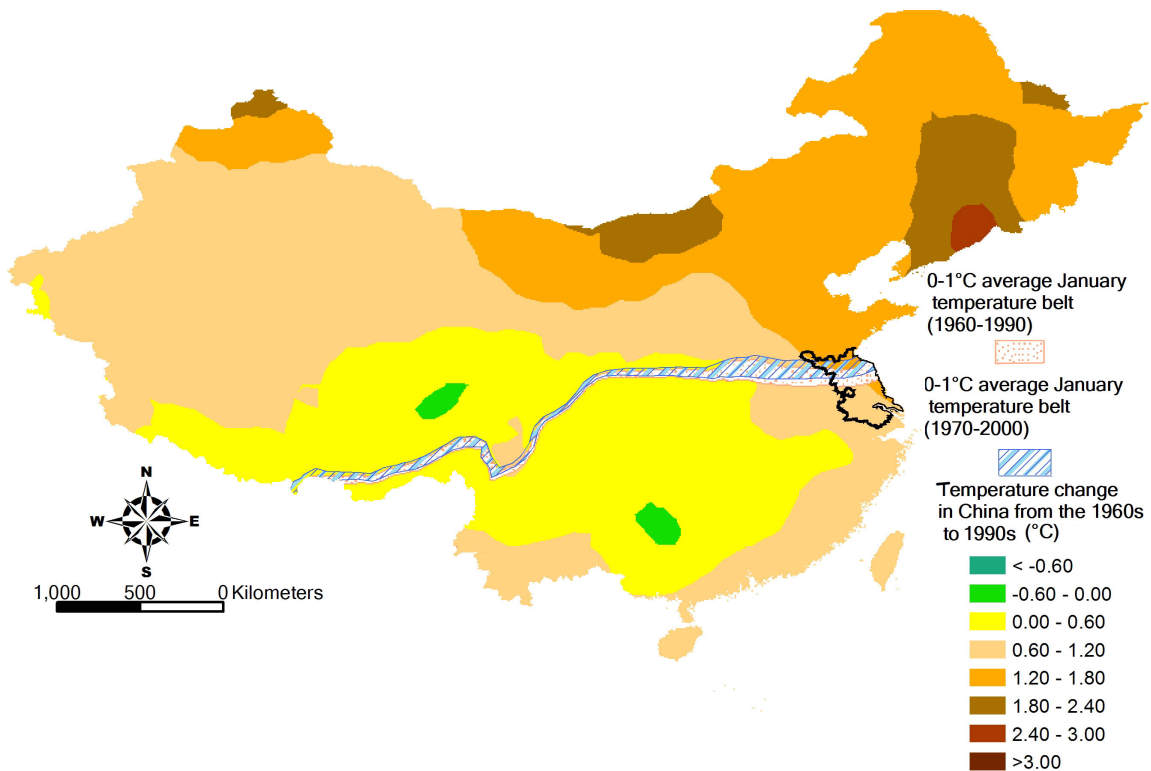 0-1°C average January
temperature belt
(1960-1990)
0-1°C average January
temperature belt
(1970-2000)
Temperature change
in China from the 1960s
to 1990s (°C)
< -0.60
-0.60 - 0.00
0.00 - 0.60
0.60 - 1.20
1.20 - 1.80
1.80 - 2.40
2.40 - 3.00
>3.00
N
W E
S
1,000 500 0 Kilometers